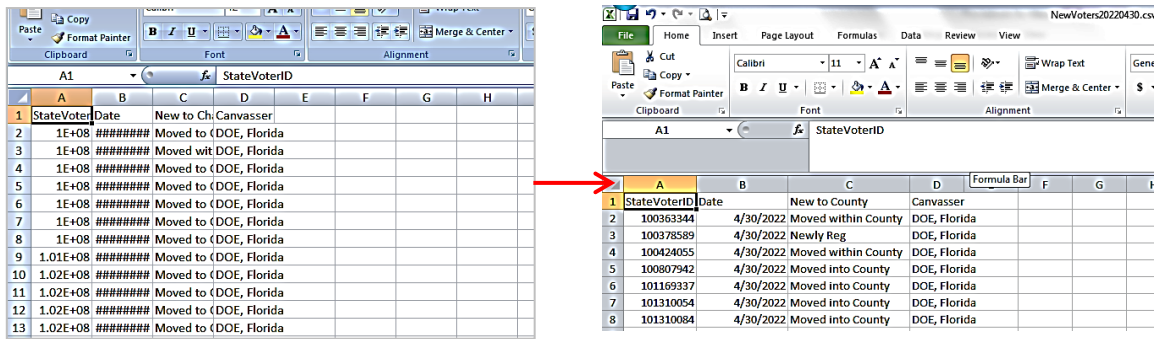 Copy
Paste
Format Painter
B I U A
Merge & Center
Clipboard Font Alignment
A1 fx StateVoterID
A B C D E F G H
1 StateVoter Date New to Ch Canvasser
2 1E+08 ######## Moved to ( DOE, Florida
3 1E+08 ######## Moved wit DOE, Florida
4 1E+08 ######## Moved to ( DOE, Florida
5 1E+08 ######## Moved to ( DOE, Florida
6 1E+08 ######## Moved to ( DOE, Florida
7 1E+08 ######## Moved to ( DOE, Florida
8 1E+08 ######## Moved to ( DOE, Florida
9 1.01E+08 ######## Moved to ( DOE, Florida
10 1.02E+08 ######## Moved to ( DOE, Florida
11 1.02E+08 ######## Moved to ( DOE, Florida
12 1.02E+08 ######## Moved to ( DOE, Florida
13 1.02E+08 ######## Moved to ( DOE, Florida
NewVoters20220430.csv
File Home Insert Page Layout Formulas Data Review View
Cut
Copy
Paste
Format Painter
Calibri 11 A A Wrap Text Gene
B I U A Merge & Center $
Clipboard Font Alignment
A1 fx StateVoterID
Formula Bar
A B C D F G H
1 StateVoterID Date New to County Canvasser
2 100363344 4/30/2022 Moved within County DOE, Florida
3 100378589 4/30/2022 Newly Reg DOE, Florida
4 100424055 4/30/2022 Moved within County DOE, Florida
5 100807942 4/30/2022 Moved into County DOE, Florida
6 101169337 4/30/2022 Moved into County DOE, Florida
7 101310054 4/30/2022 Moved into County DOE, Florida
8 101310084 4/30/2022 Moved into County DOE, Florida